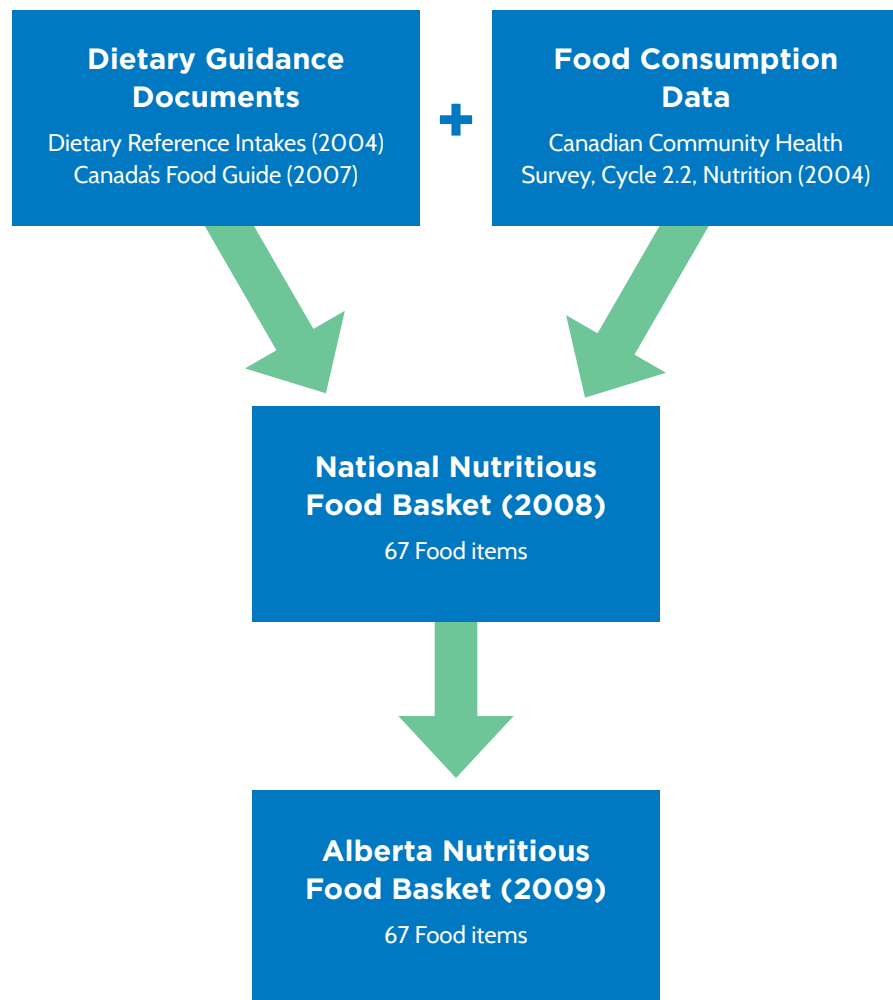 Dietary Guidance
Documents
Dietary Reference Intakes (2004)
Canada's Food Guide (2007)
+
Food Consumption
Data
Canadian Community Health
Survey, Cycle 2.2, Nutrition (2004)
National Nutritious
Food Basket (2008)
67 Food items
Alberta Nutritious
Food Basket (2009)
67 Food items